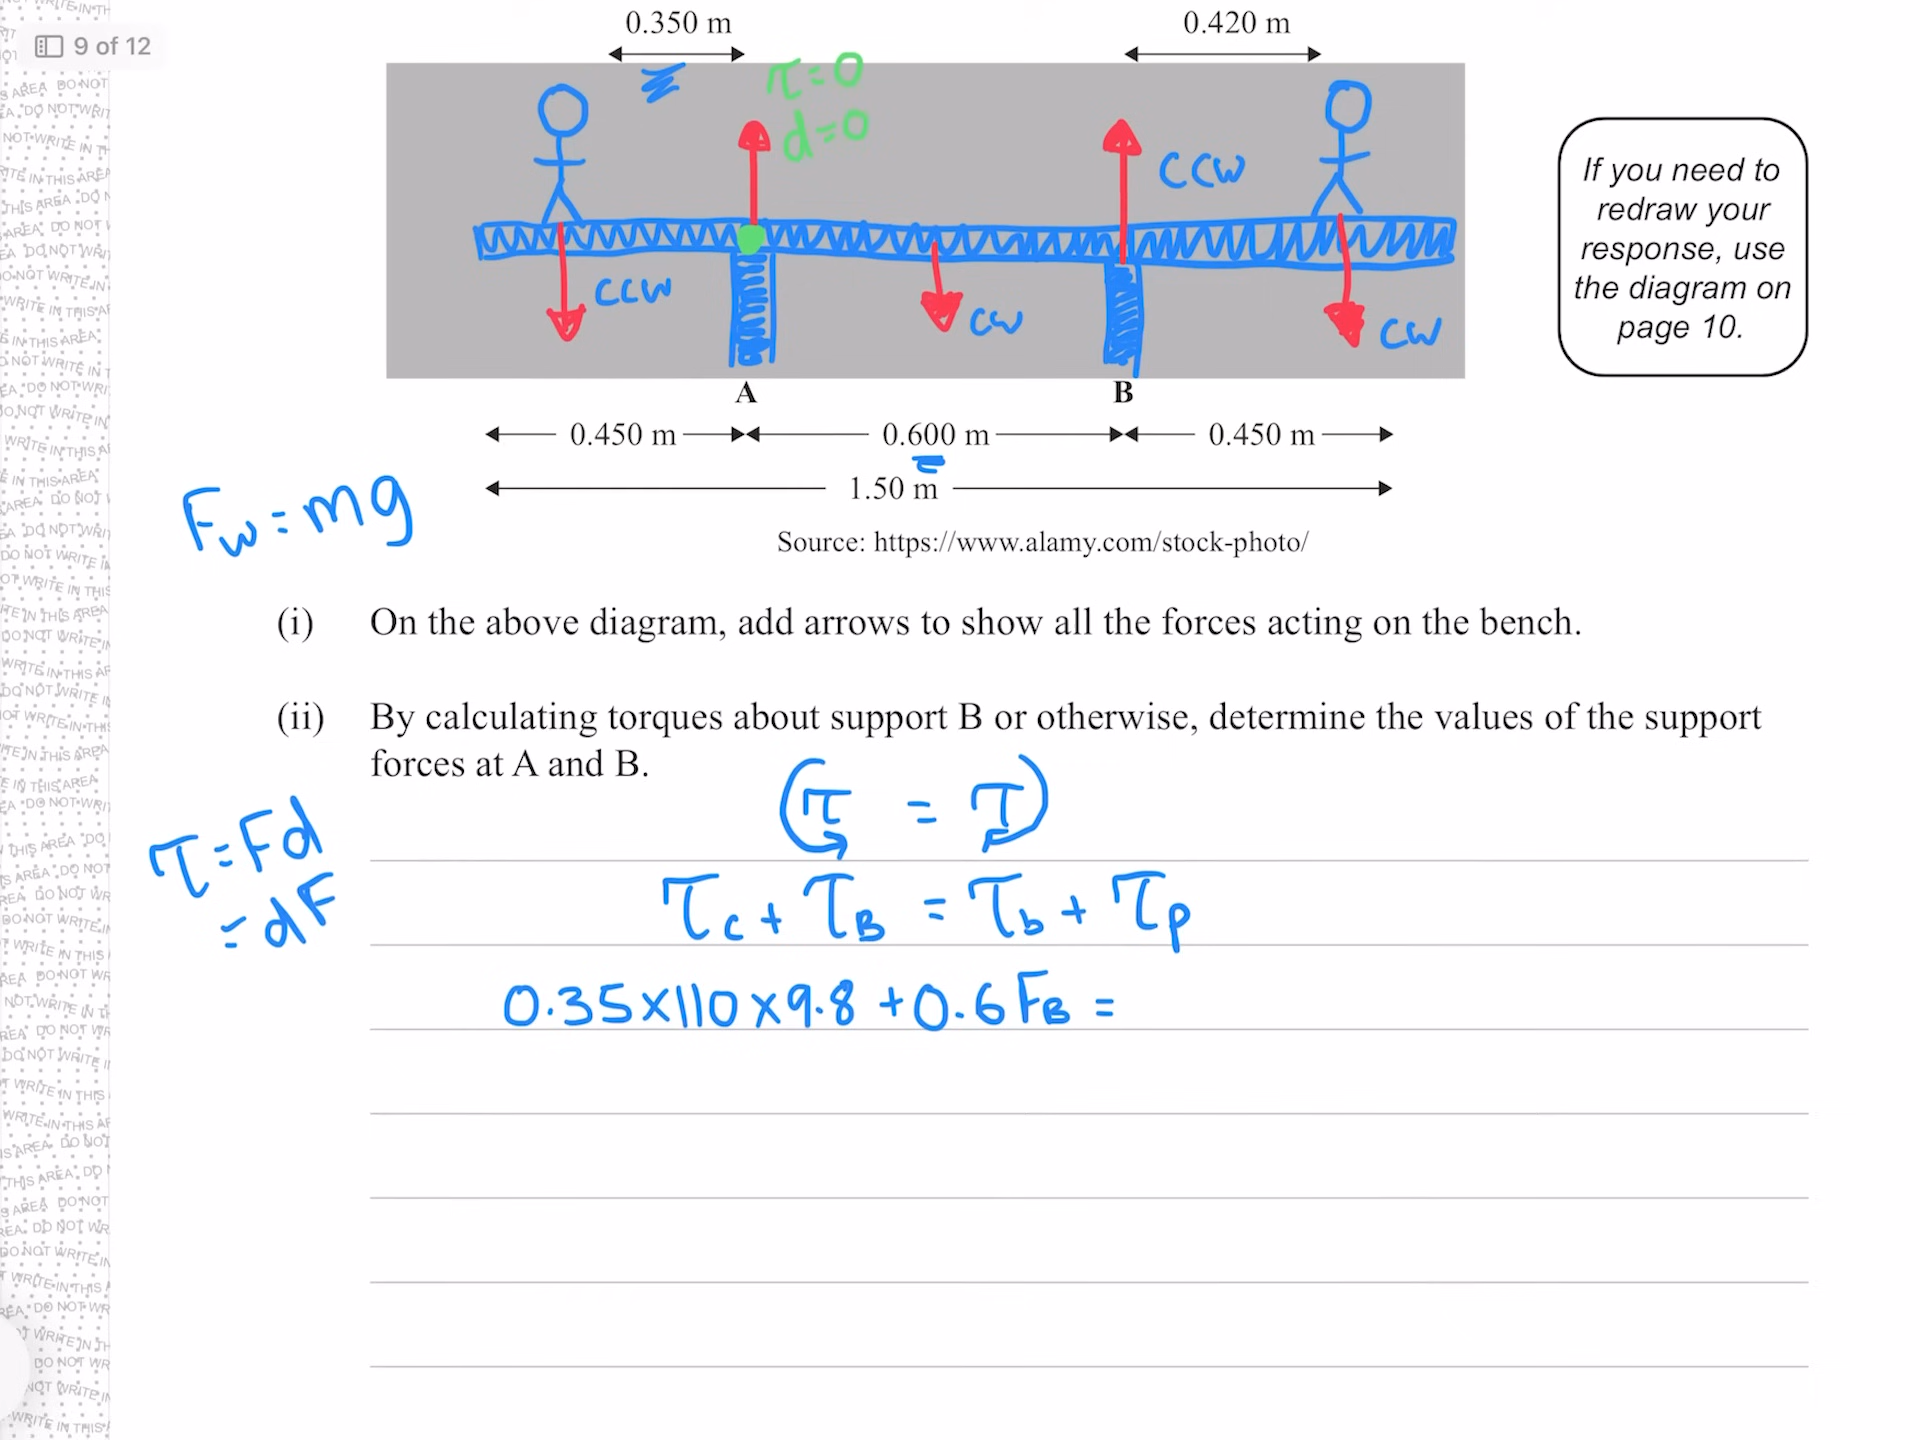 0.350 m
0.420 m
9 of 12
τ=0
d=0
CCW
CCW
CW
CW
If you need to
redraw your
response, use
the diagram on
page 10.
A
B
0.450 m
0.600 m
0.450 m
1.50 m
Fw=mg
Source: https://www.alamy.com/stock-photo/
(i) On the above diagram, add arrows to show all the forces acting on the bench.
(ii) By calculating torques about support B or otherwise, determine the values of the support
forces at A and B.
τ = τ
τ=Fd
=dF
τc + τB = τb + τp
0.35×110×9.8+0.6FB=